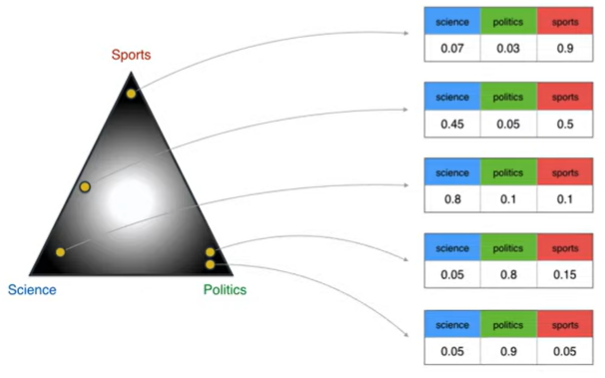 Sports
Science
Politics
science politics sports
0.07 0.03 0.9
science politics sports
0.45 0.05 0.5
science politics sports
0.8 0.1 0.1
science politics sports
0.05 0.8 0.15
science politics sports
0.05 0.9 0.05